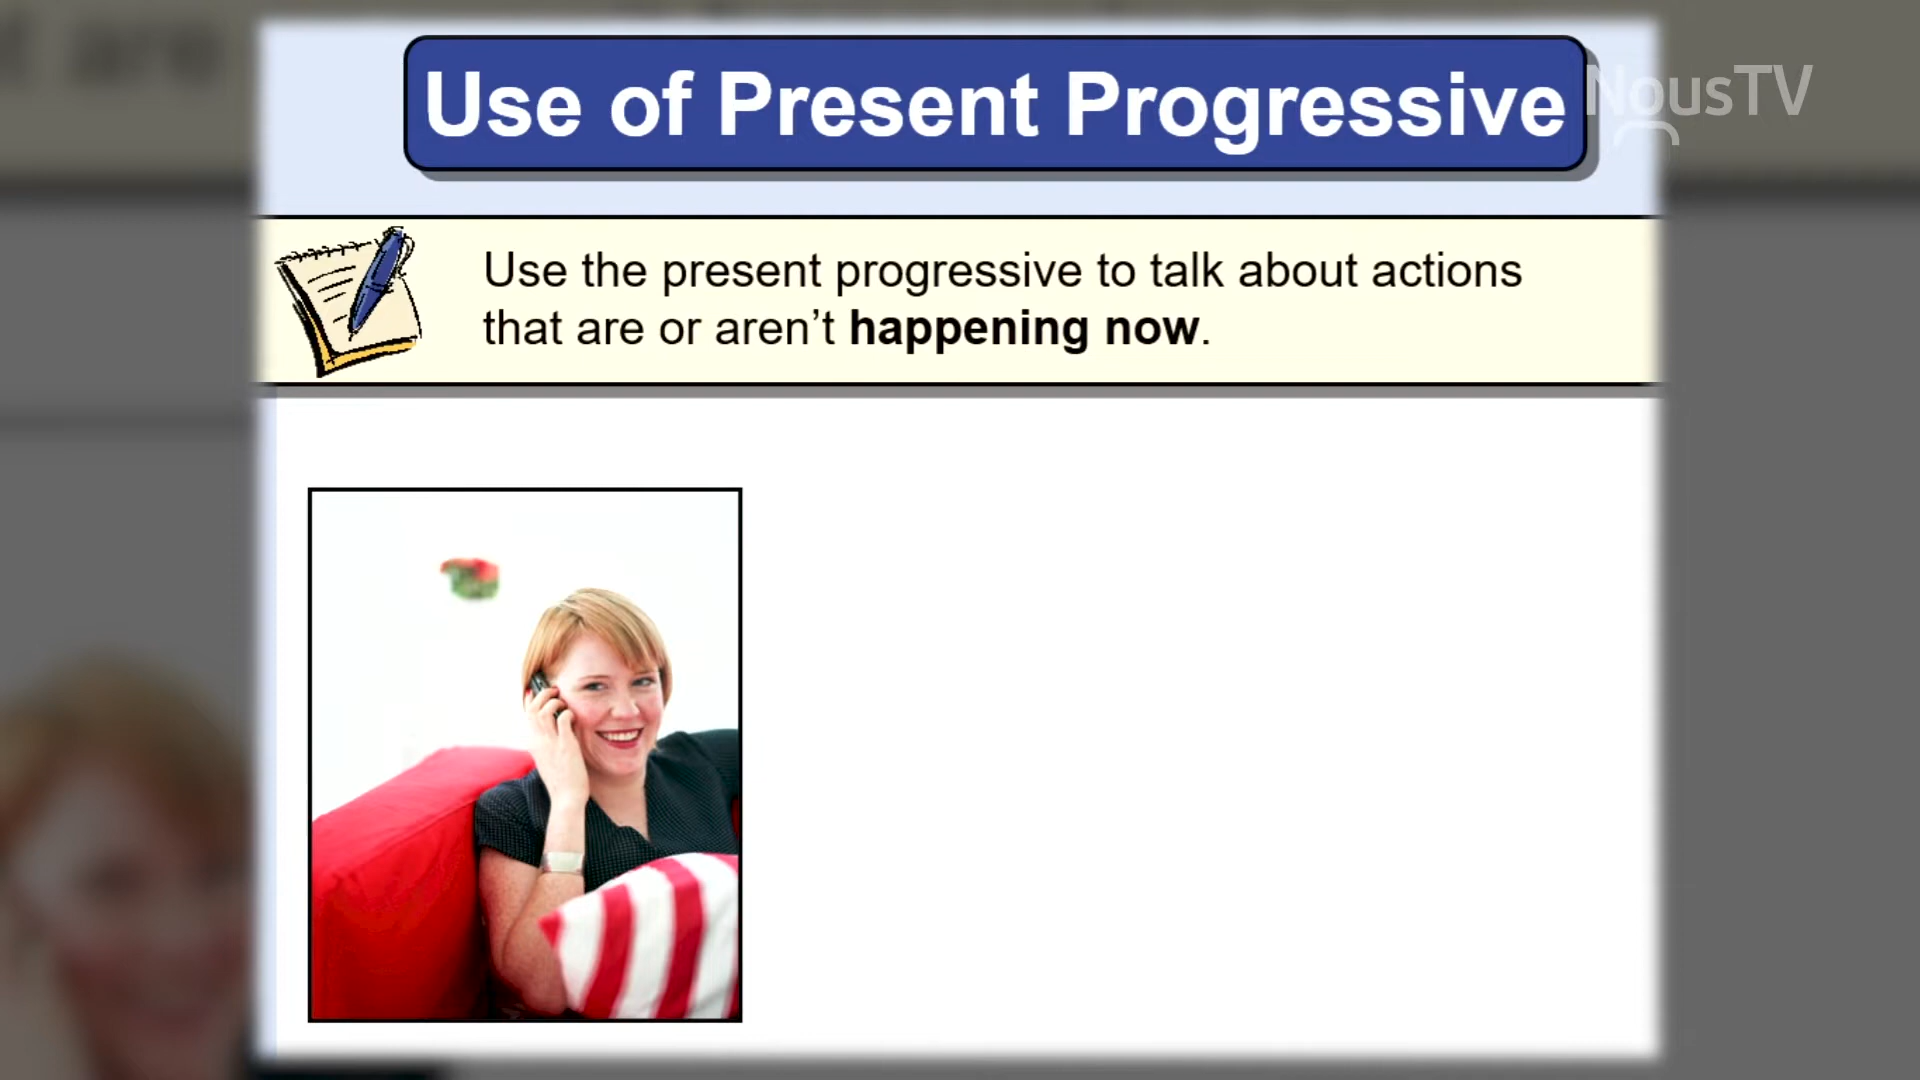 Use of Present Progressive
NousTV
Use the present progressive to talk about actions
that are or aren’t happening now.